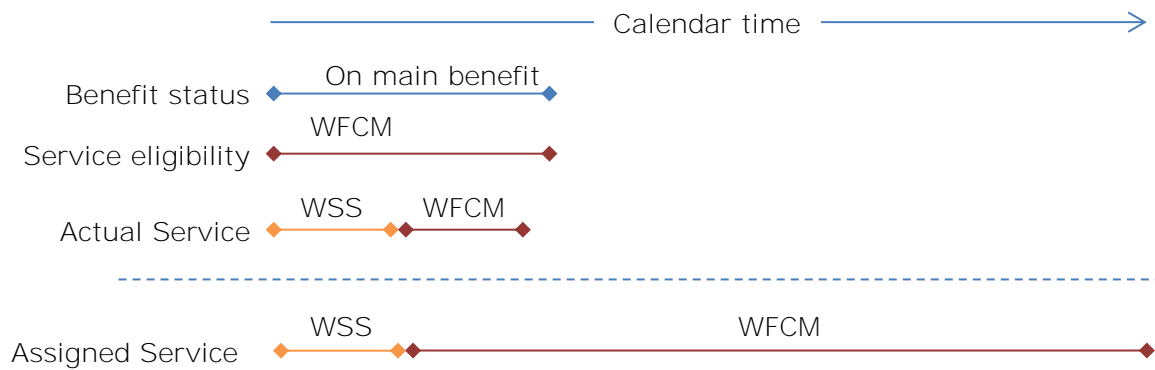 Calendar time
On main benefit
Benefit status
WFCM
Service eligibility
WSS WFCM
Actual Service
WSS WFCM
Assigned Service